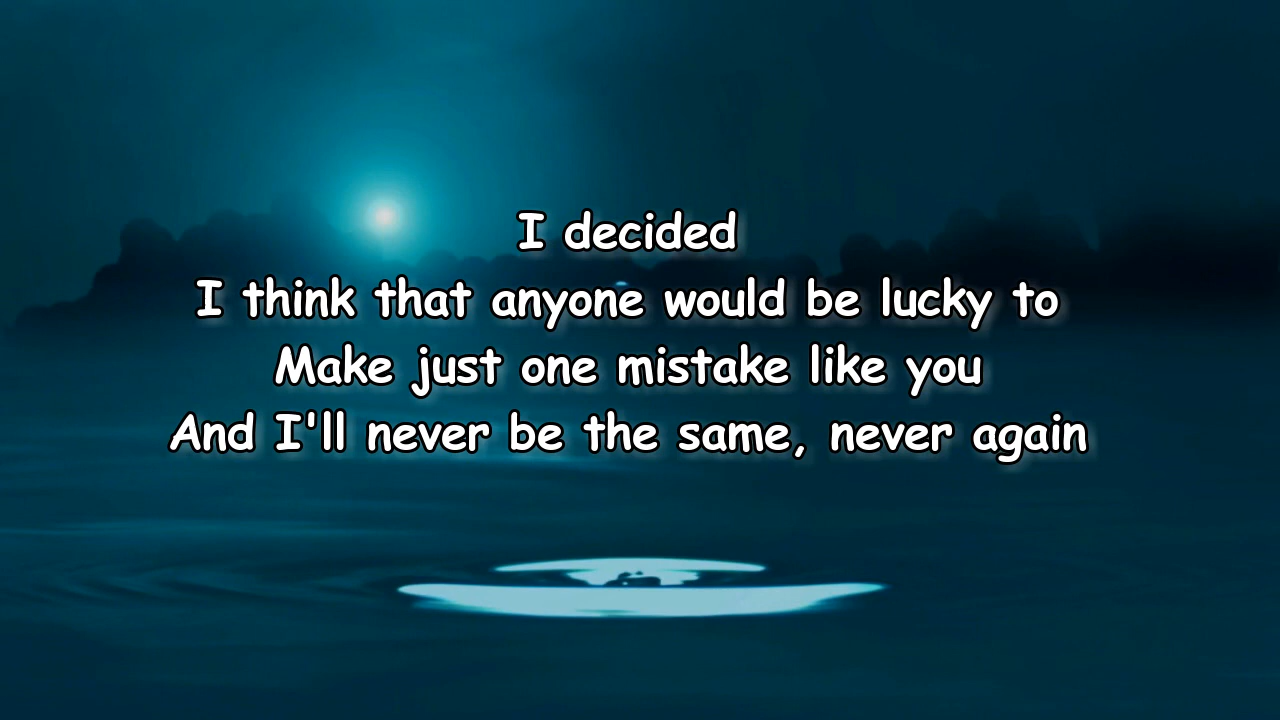 I decided
I think that anyone would be lucky to
Make just one mistake like you
And I'll never be the same, never again